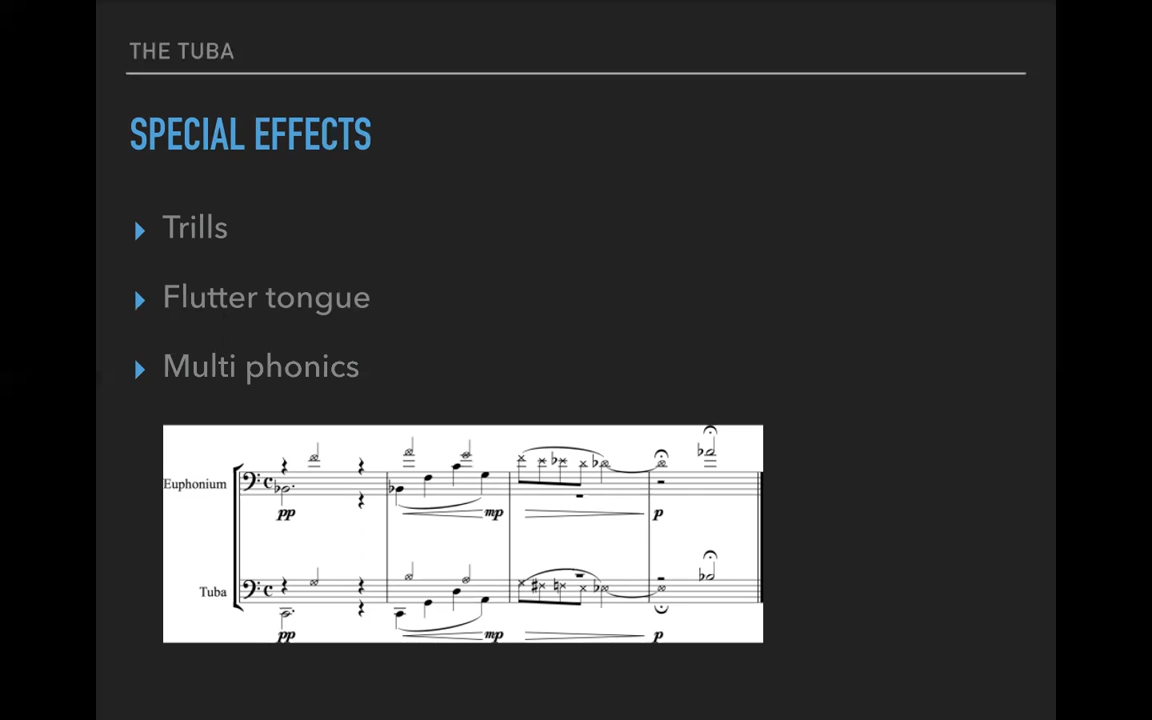 THE TUBA
SPECIAL EFFECTS
Trills
Flutter tongue
Multi phonics
Euphonium
pp mp p
Tuba
pp mp p